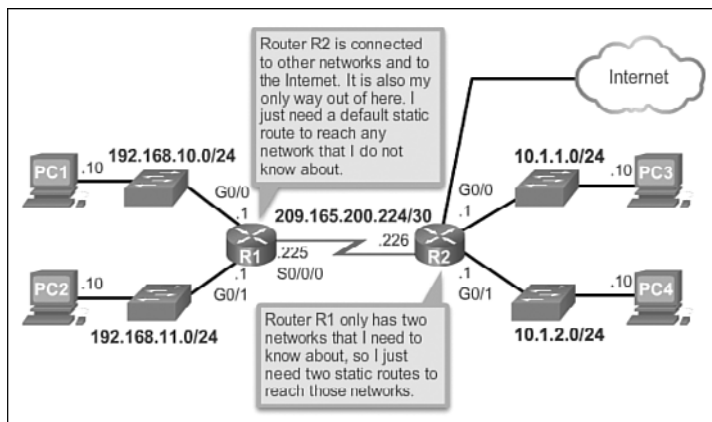 Router R2 is connected
to other networks and to
the Internet. It is also my
only way out of here. I
just need a default static
route to reach any
network that I do not
know about.
Internet
192.168.10.0/24
10.1.1.0/24
PC1
.10
.10
PC3
G0/0
.1
G0/0
.1
209.165.200.224/30
R1
.225
S0/0/0
.226
R2
PC2
.10
.1
G0/1
.1
G0/1
.10
PC4
192.168.11.0/24
10.1.2.0/24
Router R1 only has two
networks that I need to
know about, so I just
need two static routes to
reach those networks.